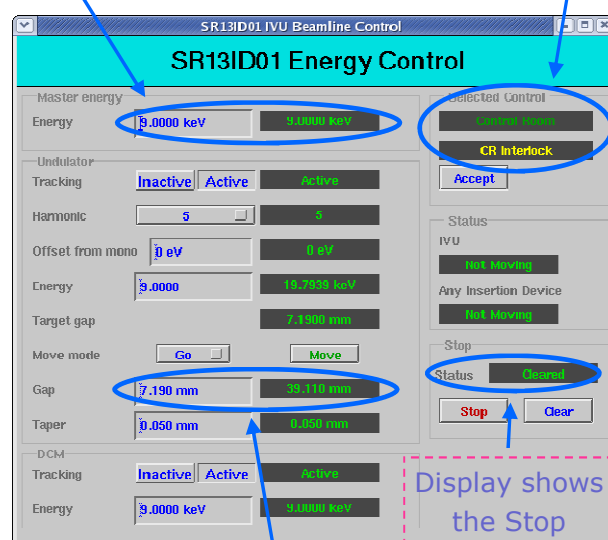 SR13ID01 IVU Beamline Control
SR13ID01 Energy Control
Master energy
Energy 9.0000 keV 9.0000 keV
Undulator
Tracking Inactive Active Active
Harmonic 5 5
Offset from mono 0 eV 0 eV
Energy 9.0000 19.7939 keV
Target gap 7.1900 mm
Move mode Go Move
Gap 7.190 mm 39.110 mm
Taper 0.050 mm 0.050 mm
DCM
Tracking Inactive Active Active
Energy 9.0000 keV 9.0000 keV
Selected Control
Control Room
CR Interlock
Accept
Status
IVU
Not Moving
Any Insertion Device
Not Moving
Stop
Status Cleared
Stop Clear
Display shows
the Stop